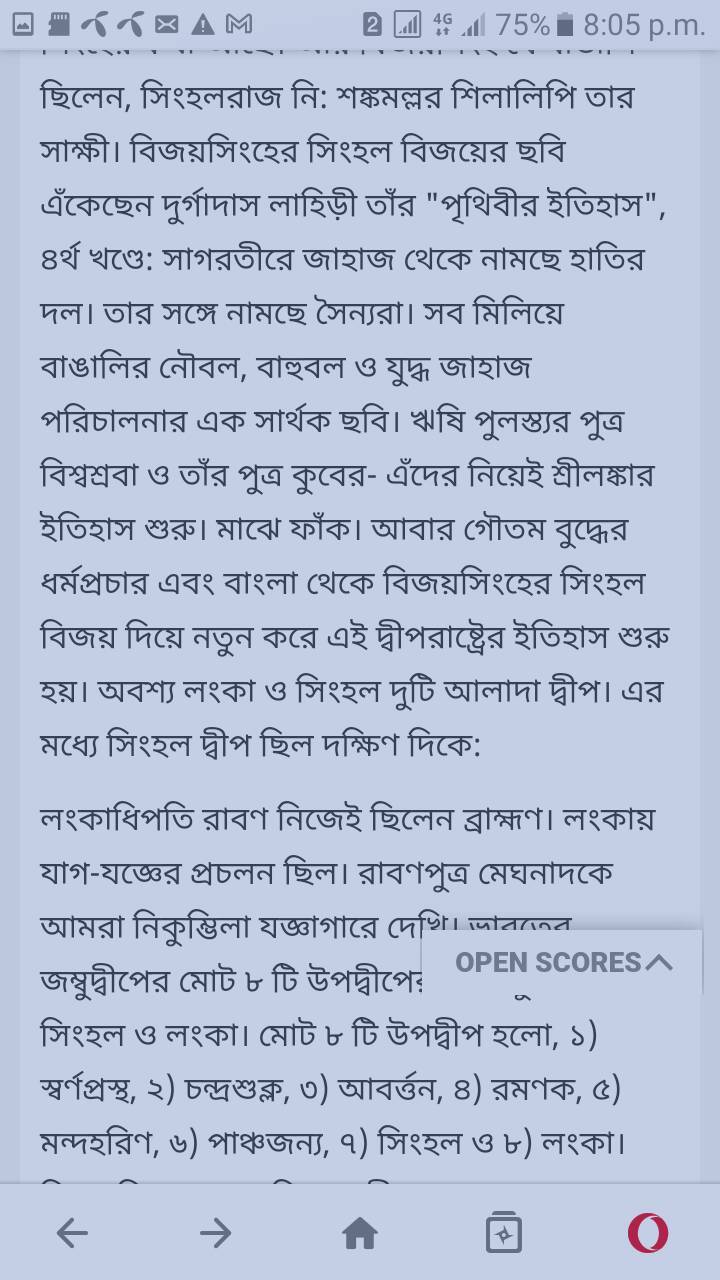 75%
8:05 p.m.
4G
2
ছিলেন, সিংহলরাজ নি: শঙ্কমল্লর শিলালিপি তার
সাক্ষী। বিজয়সিংহের সিংহল বিজয়ের ছবি
এঁকেছেন দুর্গাদাস লাহিড়ী তাঁর "পৃথিবীর ইতিহাস",
৪র্থ খণ্ডে: সাগরতীরে জাহাজ থেকে নামছে হাতির
দল। তার সঙ্গে নামছে সৈন্যরা। সব মিলিয়ে
বাঙালির নৌবল, বাহুবল ও যুদ্ধ জাহাজ
পরিচালনার এক সার্থক ছবি। ঋষি পুলস্ত্যর পুত্র
বিশ্বশ্রবা ও তাঁর পুত্র কুবের- এঁদের নিয়েই শ্রীলঙ্কার
ইতিহাস শুরু। মাঝে ফাঁক। আবার গৌতম বুদ্ধের
ধর্মপ্রচার এবং বাংলা থেকে বিজয়সিংহের সিংহল
বিজয় দিয়ে নতুন করে এই দ্বীপরাষ্ট্রের ইতিহাস শুরু
হয়। অবশ্য লংকা ও সিংহল দুটি আলাদা দ্বীপ। এর
মধ্যে সিংহল দ্বীপ ছিল দক্ষিণ দিকে:
লংকাধিপতি রাবণ নিজেই ছিলেন ব্রাহ্মণ। লংকায়
যাগ-যজ্ঞের প্রচলন ছিল। রাবণপুত্র মেঘনাদকে
আমরা নিকুম্ভিলা যজ্ঞাগারে দেখি। ভারতের
OPEN SCORES
জম্বুদ্বীপের মোট ৮ টি উপদ্বীপের
সিংহল ও লংকা। মোট ৮ টি উপদ্বীপ হলো, ১)
স্বর্ণপ্রস্থ, ২) চন্দ্রশুক্ল, ৩) আবর্ত্তন, ৪) রমণক, ৫)
মন্দহরিণ, ৬) পাঞ্চজন্য, ৭) সিংহল ও ৮) লংকা।